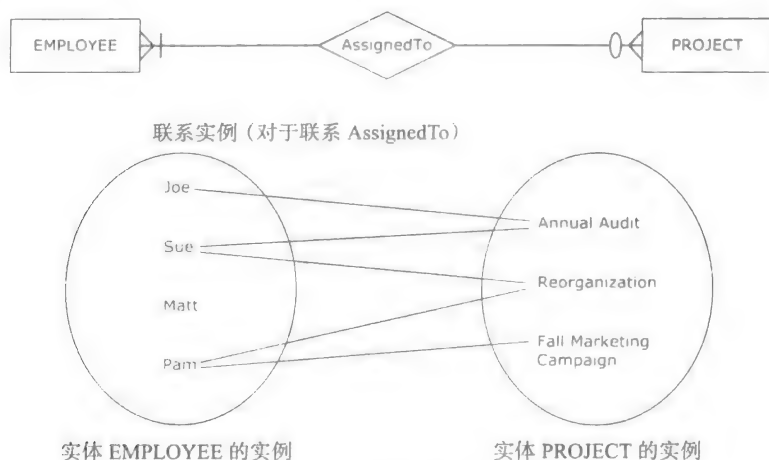 EMPLOYEE
AssignedTo
PROJECT
联系实例（对于联系 AssignedTo）
Joe
Sue
Matt
Pam
Annual Audit
Reorganization
Fall Marketing
Campaign
实体 EMPLOYEE 的实例
实体 PROJECT 的实例